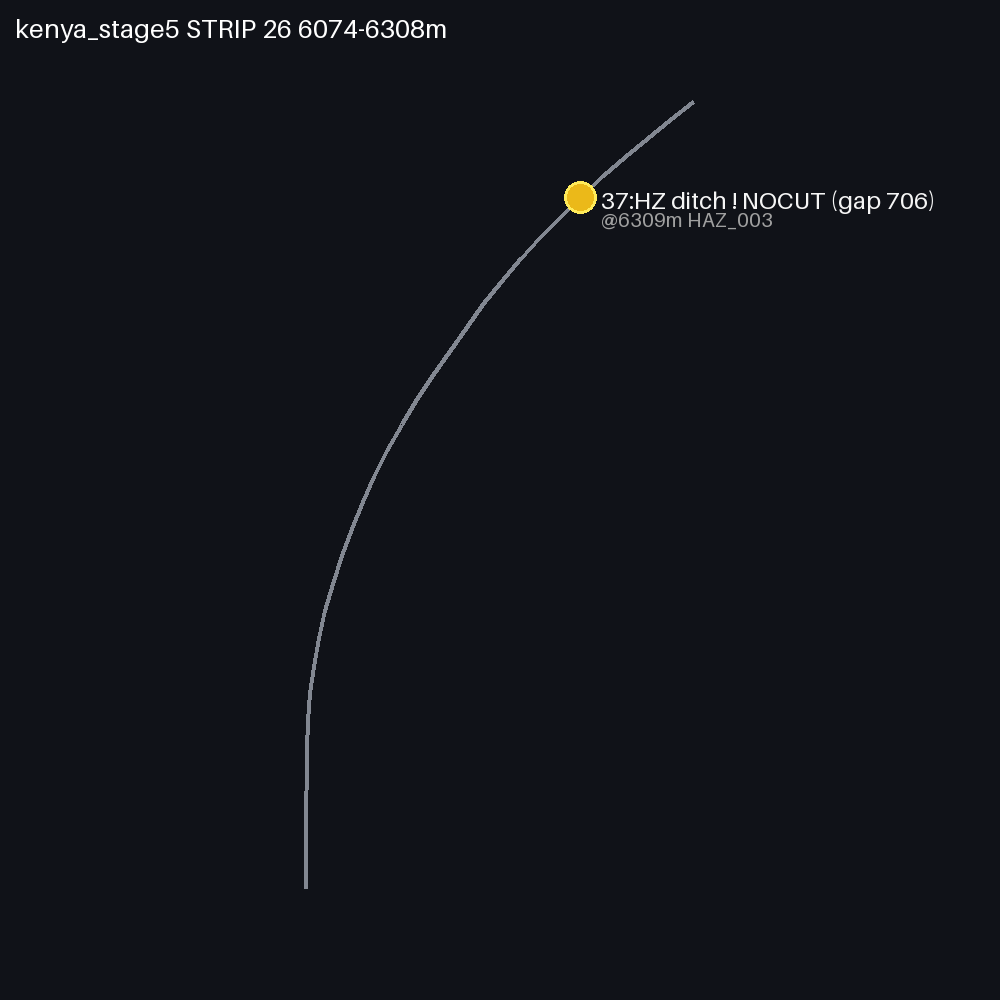 kenya_stage5 STRIP 26 6074-6308m
37:HZ ditch ! NOCUT (gap 706)
@6309m HAZ_003